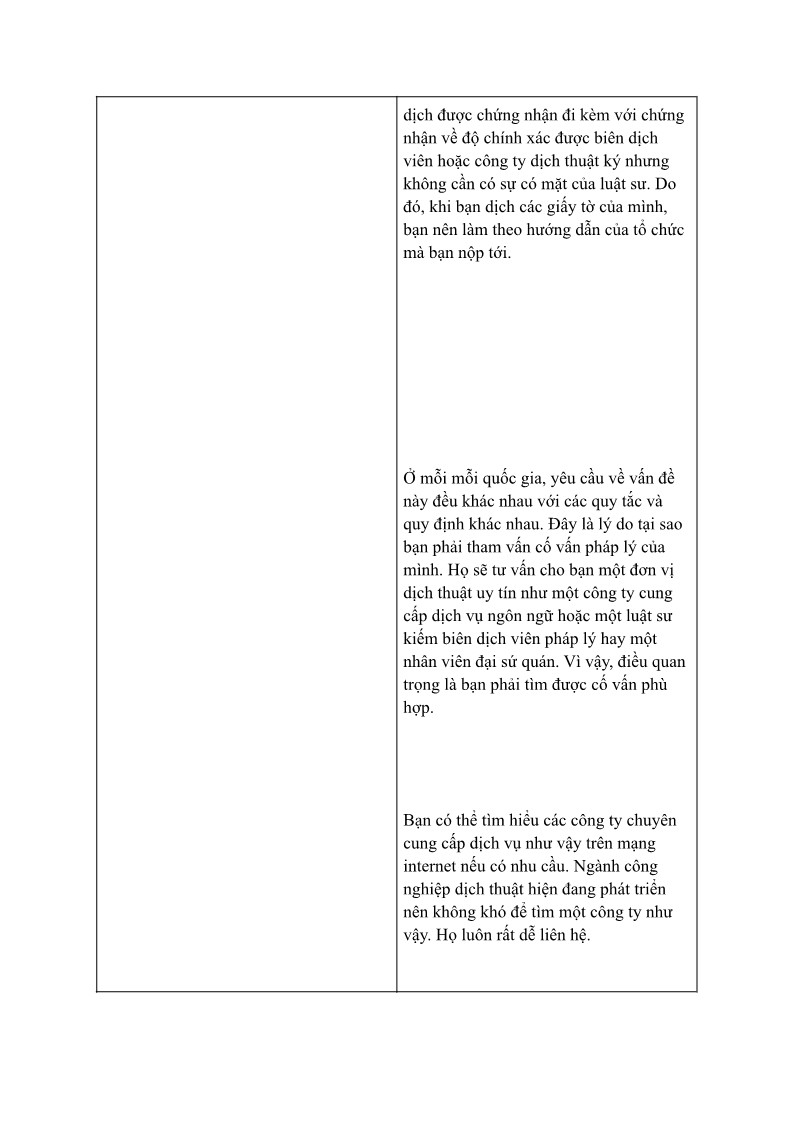 dịch được chứng nhận đi kèm với chứng
nhận về độ chính xác được biên dịch
viên hoặc công ty dịch thuật ký nhưng
không cần có sự có mặt của luật sư. Do
đó, khi bạn dịch các giấy tờ của mình,
bạn nên làm theo hướng dẫn của tổ chức
mà bạn nộp tới.
Ở mỗi mỗi quốc gia, yêu cầu về vấn đề
này đều khác nhau với các quy tắc và
quy định khác nhau. Đây là lý do tại sao
bạn phải tham vấn cố vấn pháp lý của
mình. Họ sẽ tư vấn cho bạn một đơn vị
dịch thuật uy tín như một công ty cung
cấp dịch vụ ngôn ngữ hoặc một luật sư
kiếm biên dịch viên pháp lý hay một
nhân viên đại sứ quán. Vì vậy, điều quan
trọng là bạn phải tìm được cố vấn phù
hợp.
Bạn có thể tìm hiểu các công ty chuyên
cung cấp dịch vụ như vậy trên mạng
internet nếu có nhu cầu. Ngành công
nghiệp dịch thuật hiện đang phát triển
nên không khó để tìm một công ty như
vậy. Họ luôn rất dễ liên hệ.